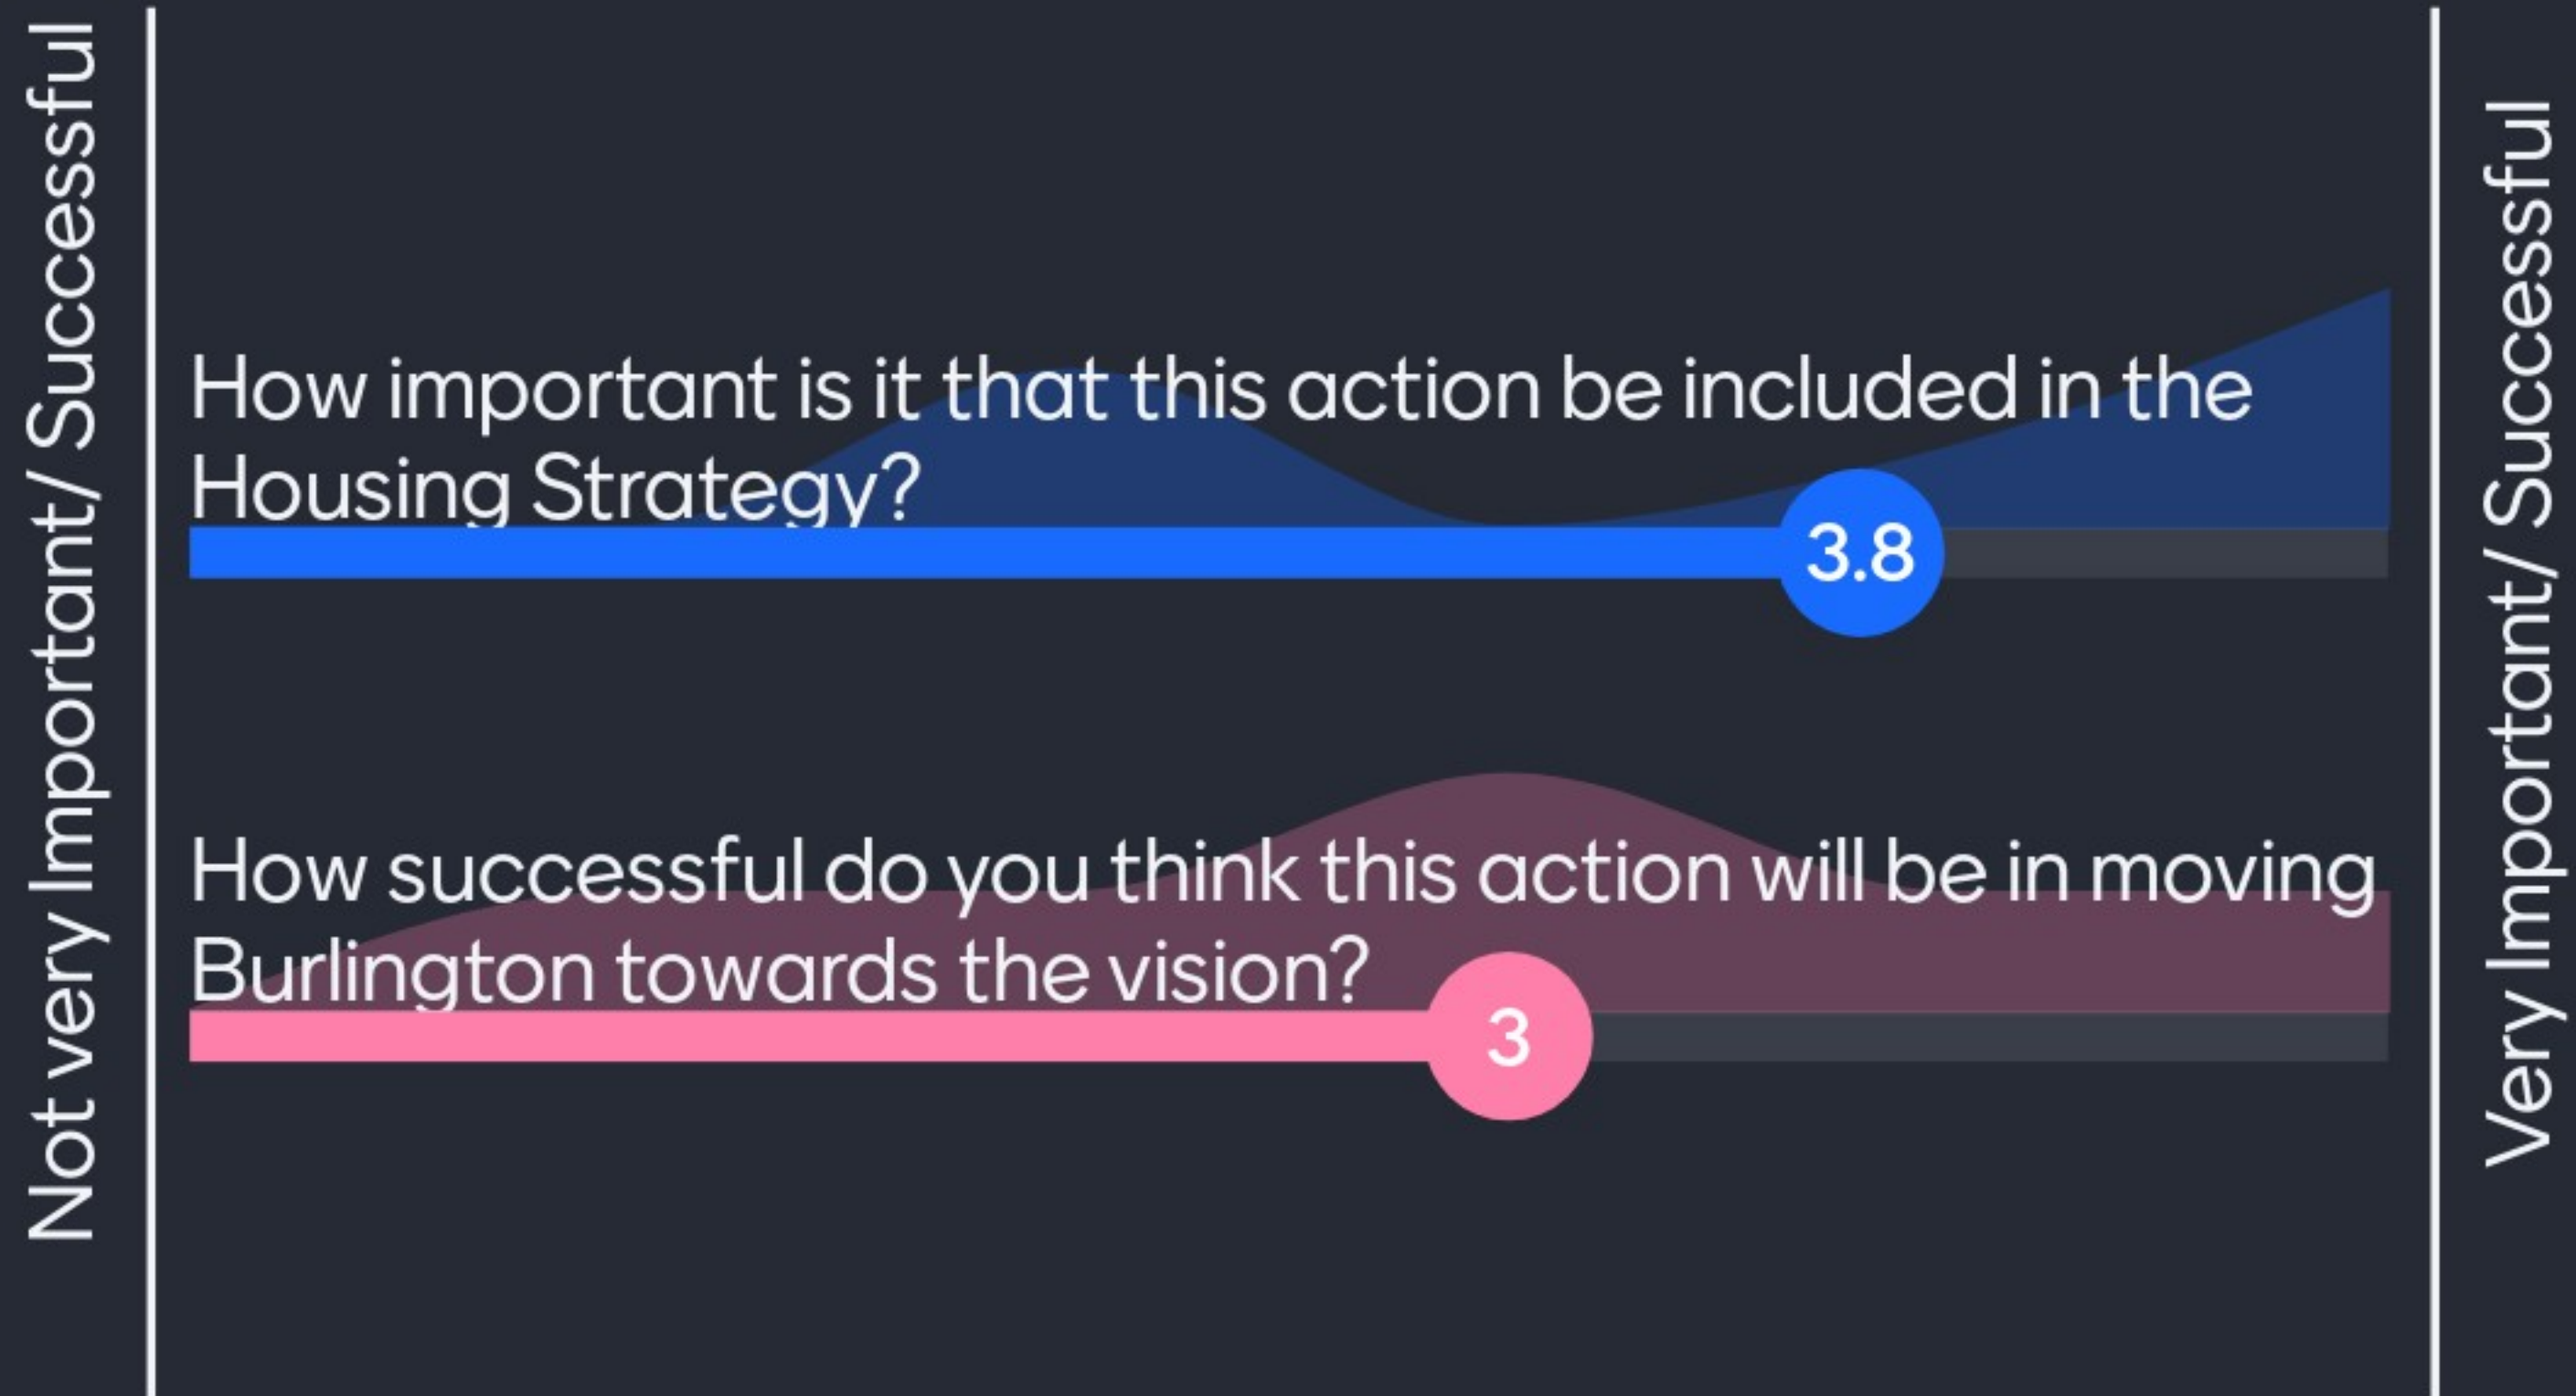 Not very Important/ Successful
How important is it that this action be included in the
Housing Strategy?
3.8
How successful do you think this action will be in moving
Burlington towards the vision?
3
Very Important/ Successful